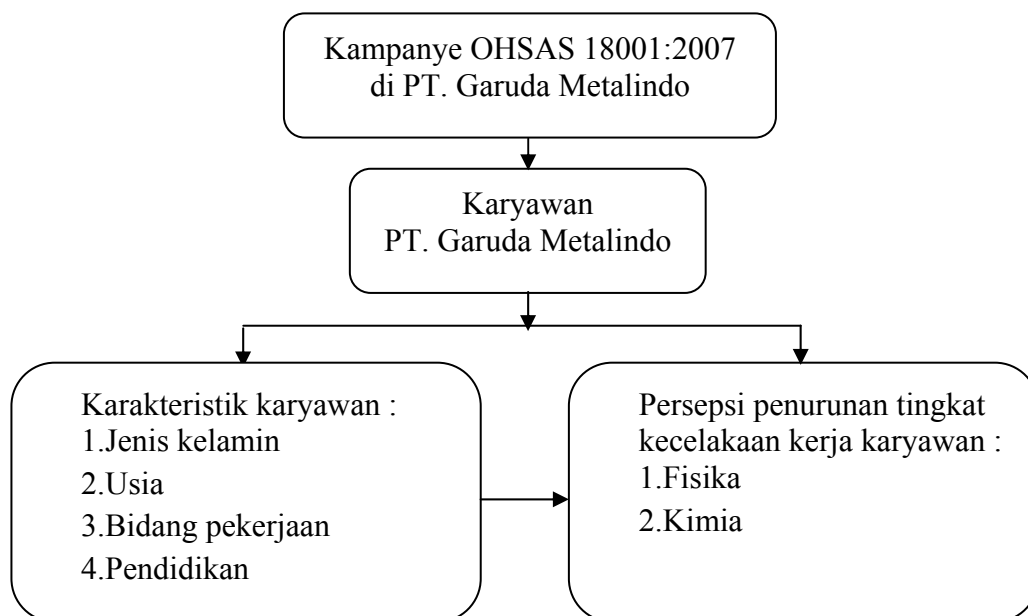 Kampanye OHSAS 18001:2007
di PT. Garuda Metalindo
Karyawan
PT. Garuda Metalindo
Karakteristik karyawan :
1.Jenis kelamin
2.Usia
3.Bidang pekerjaan
4.Pendidikan
Persepsi penurunan tingkat
kecelakaan kerja karyawan :
1.Fisika
2.Kimia